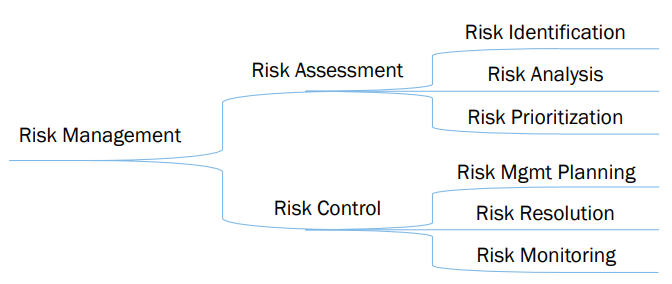 Risk Management
Risk Assessment
Risk Identification
Risk Analysis
Risk Prioritization
Risk Control
Risk Mgmt Planning
Risk Resolution
Risk Monitoring